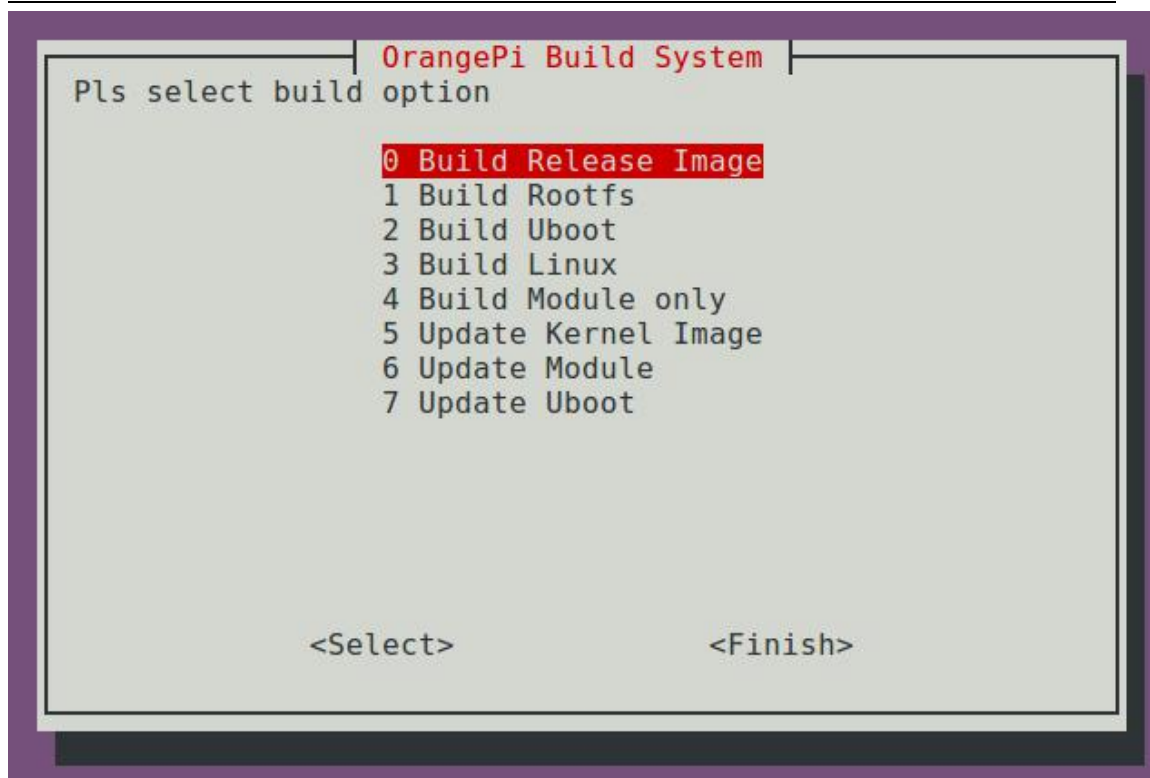 OrangePi Build System
Pls select build option
0 Build Release Image
1 Build Rootfs
2 Build Uboot
3 Build Linux
4 Build Module only
5 Update Kernel Image
6 Update Module
7 Update Uboot
<Select> <Finish>